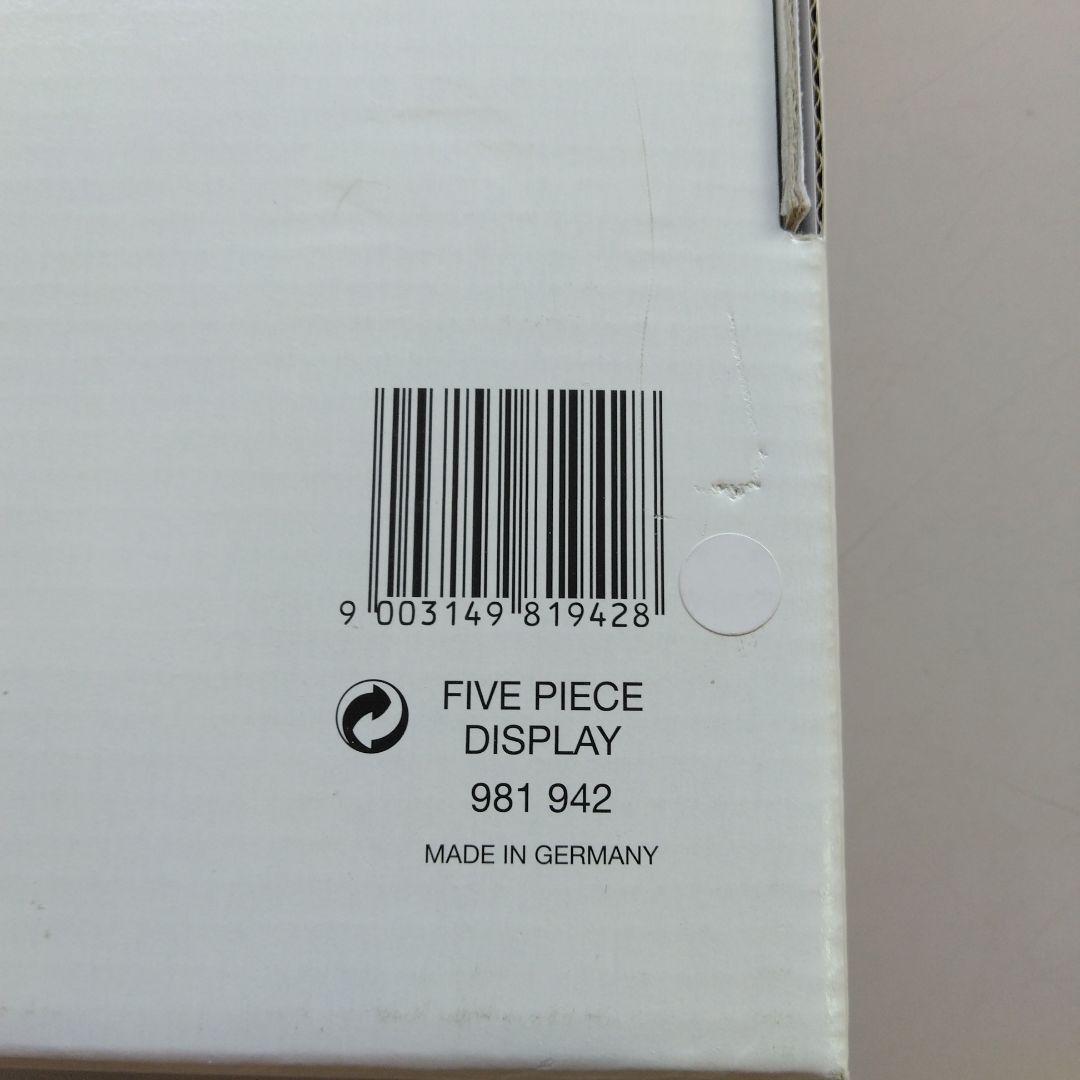 9 003149 819428
FIVE PIECE
DISPLAY
981 942
MADE IN GERMANY